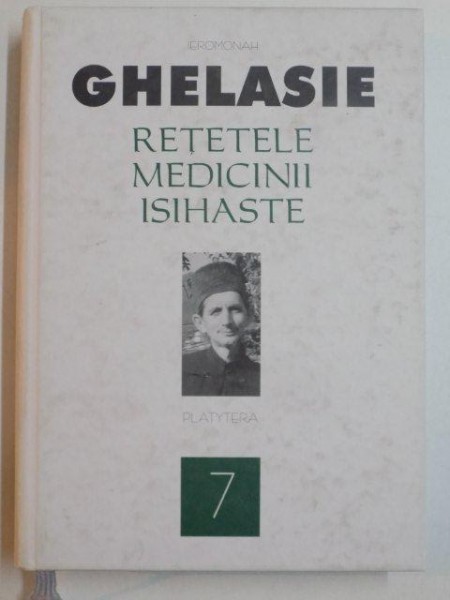 IEROMONAH
GHELASIE
REȚETELE
MEDICINII
ISIHASTE
PLATYTERA
7